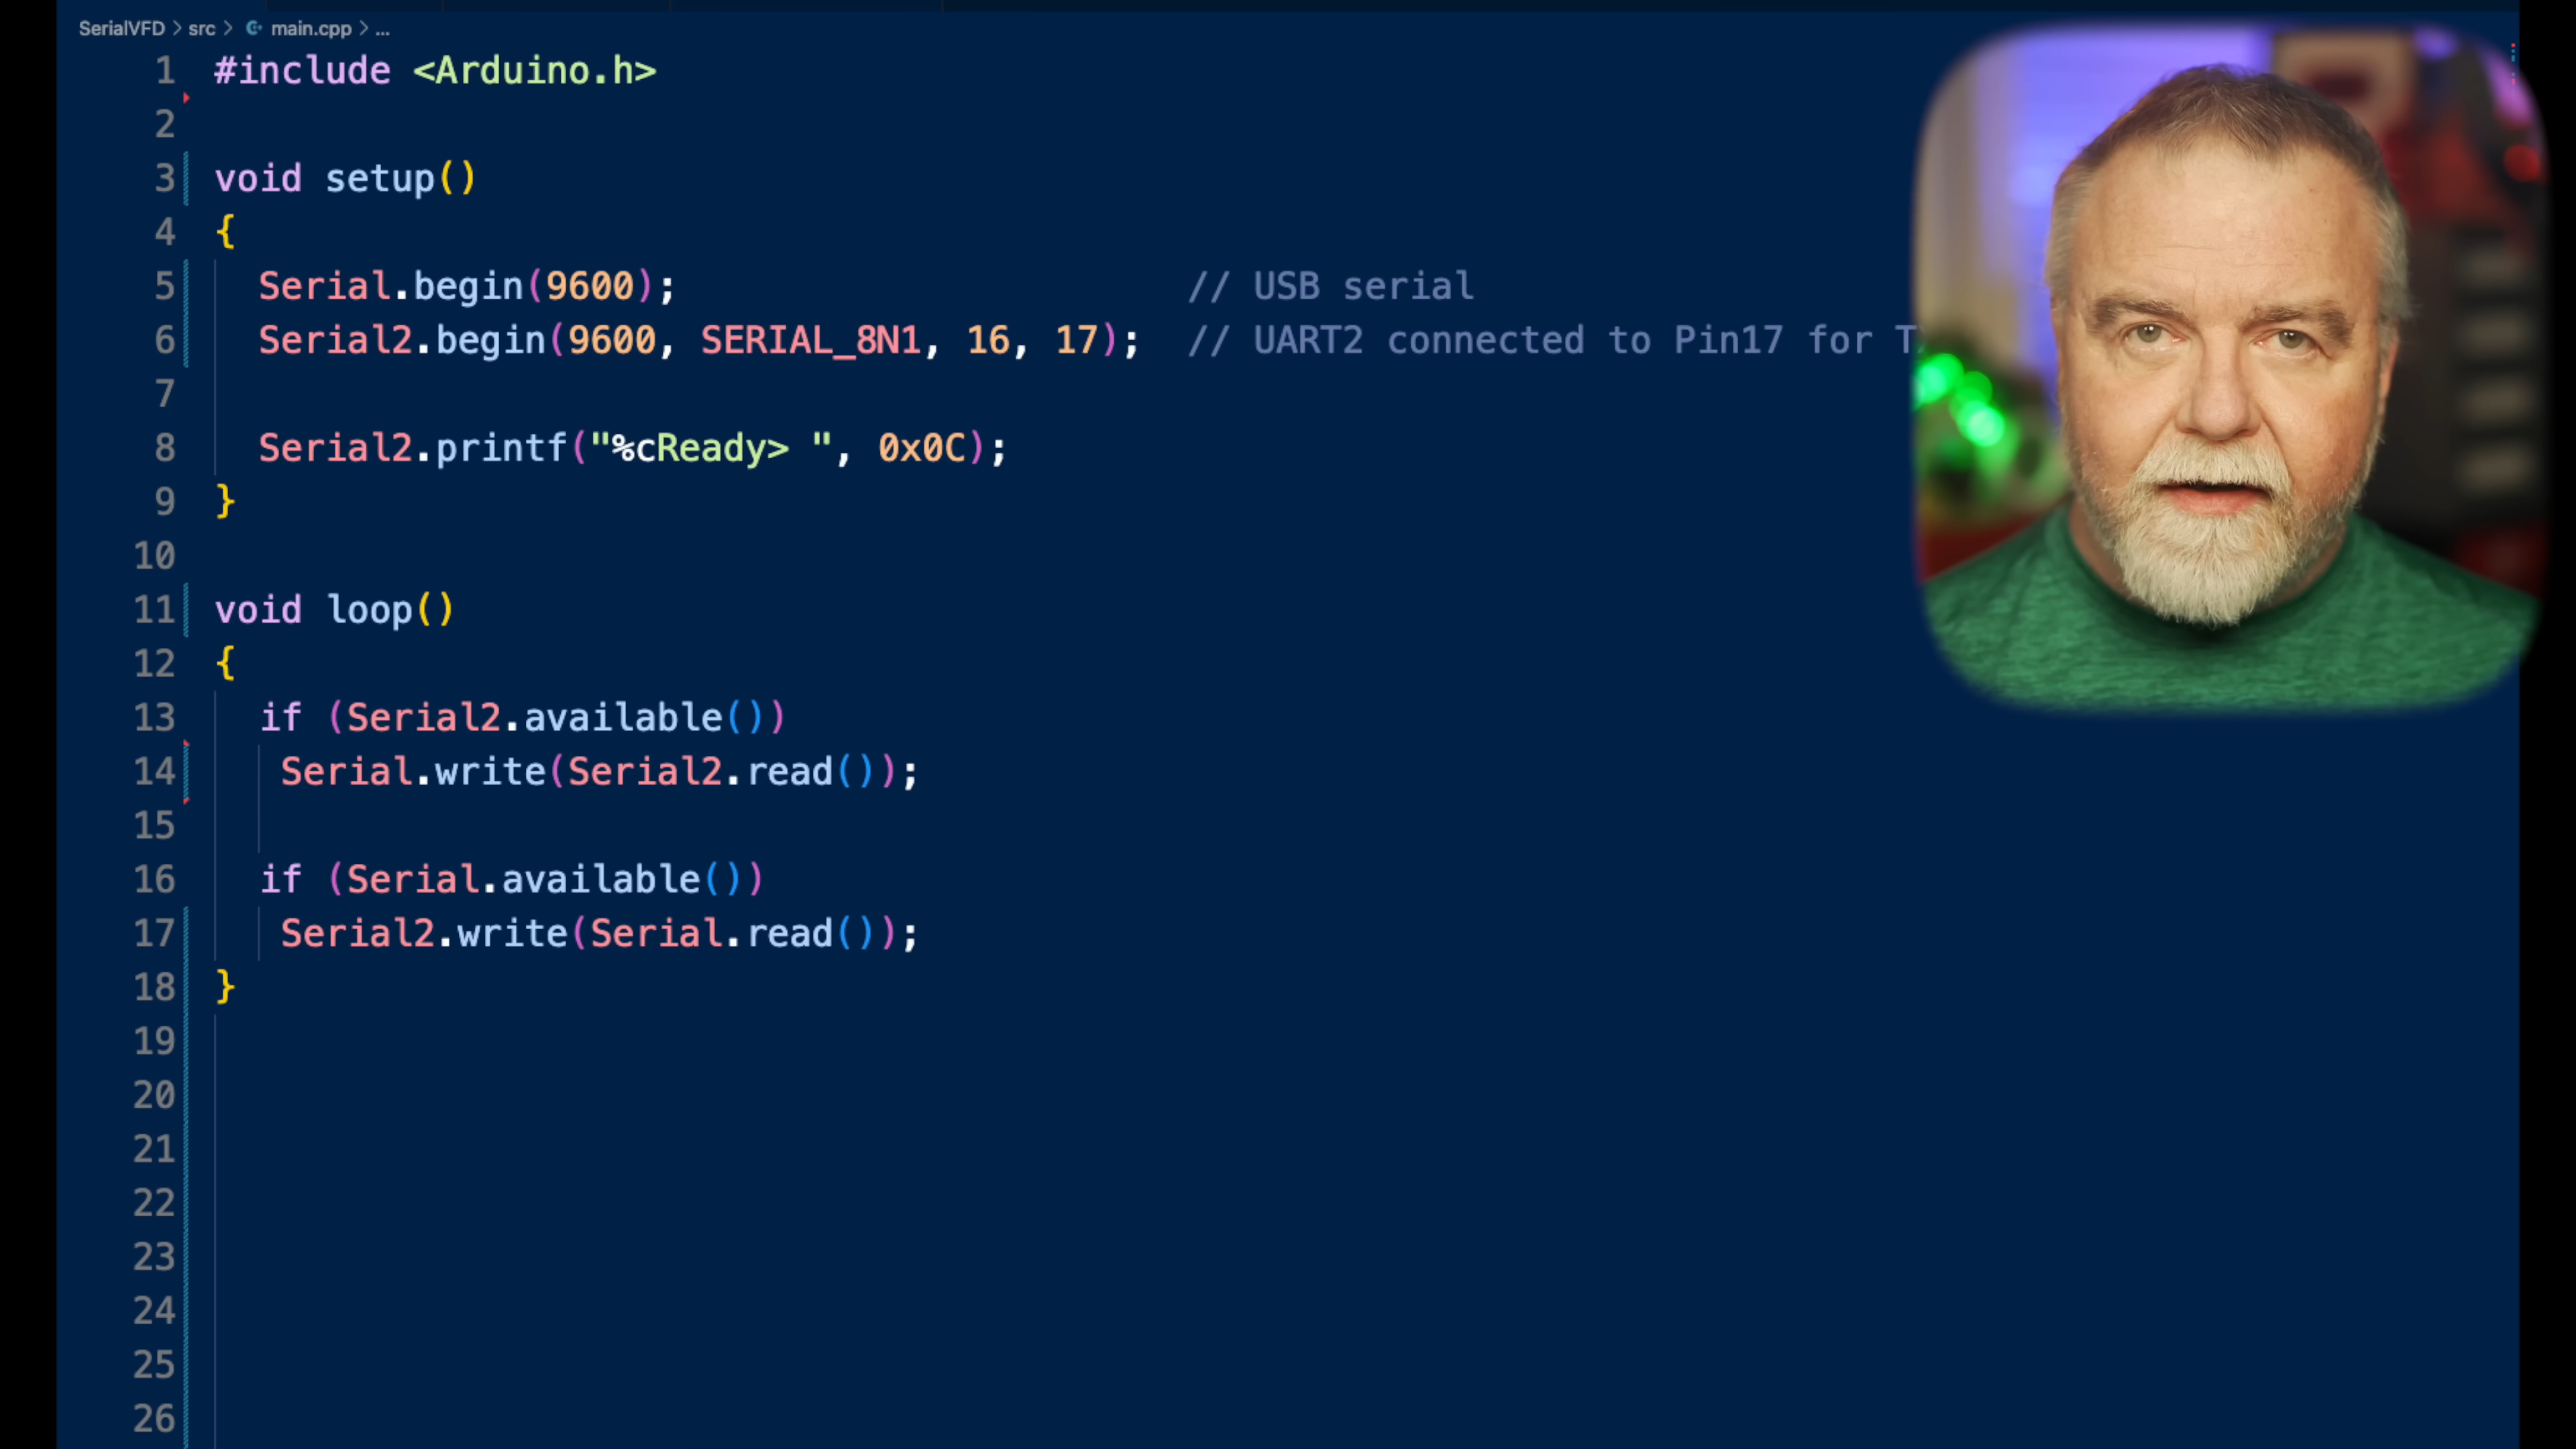 SerialVFD > src > main.cpp > ...
1 #include <Arduino.h>
2
3 void setup()
4 {
5 Serial.begin(9600); // USB serial
6 Serial2.begin(9600, SERIAL_8N1, 16, 17); // UART2 connected to Pin17 for
7
8 Serial2.printf("%cReady> ", 0x0C);
9 }
10
11 void loop()
12 {
13 if (Serial2.available())
14 Serial.write(Serial2.read());
15
16 if (Serial.available())
17 Serial2.write(Serial.read());
18 }
19
20
21
22
23
24
25
26